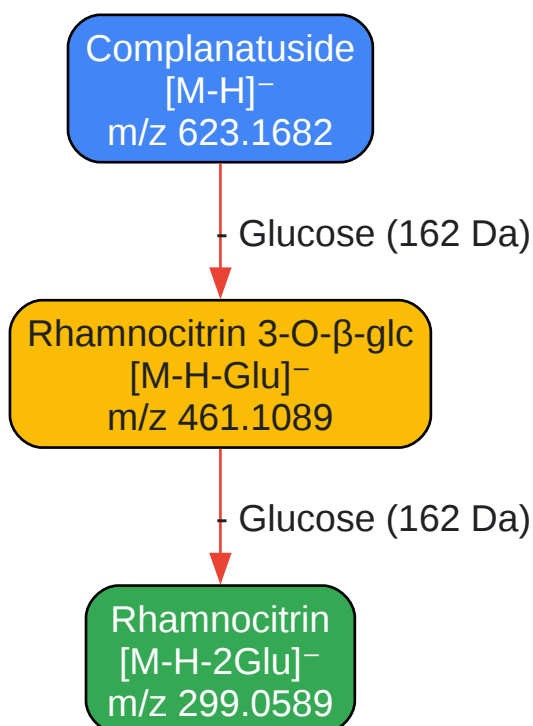 Complanatuside
[M-H]⁻
m/z 623.1682
- Glucose (162 Da)
Rhamnocitrin 3-O-β-glc
[M-H-Glu]⁻
m/z 461.1089
- Glucose (162 Da)
Rhamnocitrin
[M-H-2Glu]⁻
m/z 299.0589